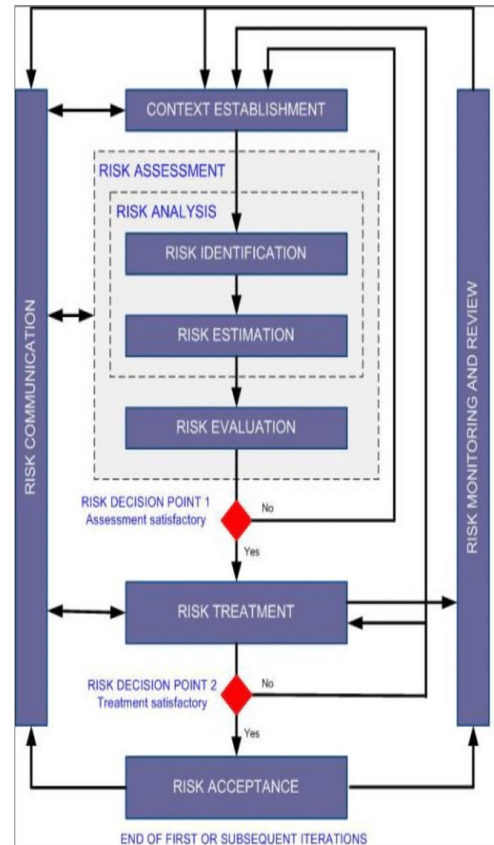 CONTEXT ESTABLISHMENT
RISK ASSESSMENT
RISK ANALYSIS
RISK IDENTIFICATION
RISK ESTIMATION
RISK EVALUATION
RISK COMMUNICATION
RISK MONITORING AND REVIEW
RISK DECISION POINT 1
Assessment satisfactory
No
Yes
RISK TREATMENT
RISK DECISION POINT 2
Treatment satisfactory
No
Yes
RISK ACCEPTANCE
END OF FIRST OR SUBSEQUENT ITERATIONS